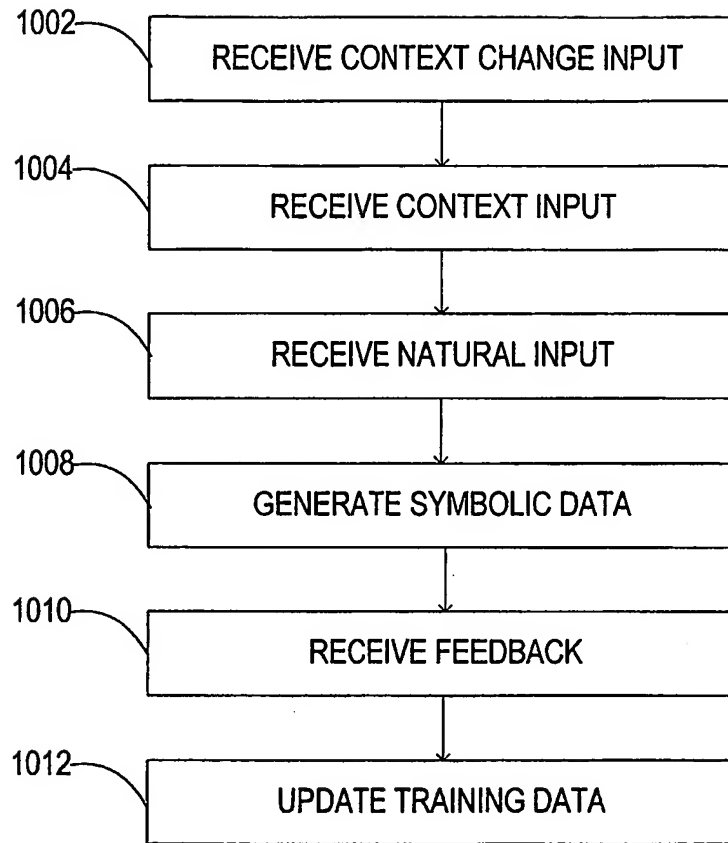 1002
RECEIVE CONTEXT CHANGE INPUT
1004
RECEIVE CONTEXT INPUT
1006
RECEIVE NATURAL INPUT
1008
GENERATE SYMBOLIC DATA
1010
RECEIVE FEEDBACK
1012
UPDATE TRAINING DATA